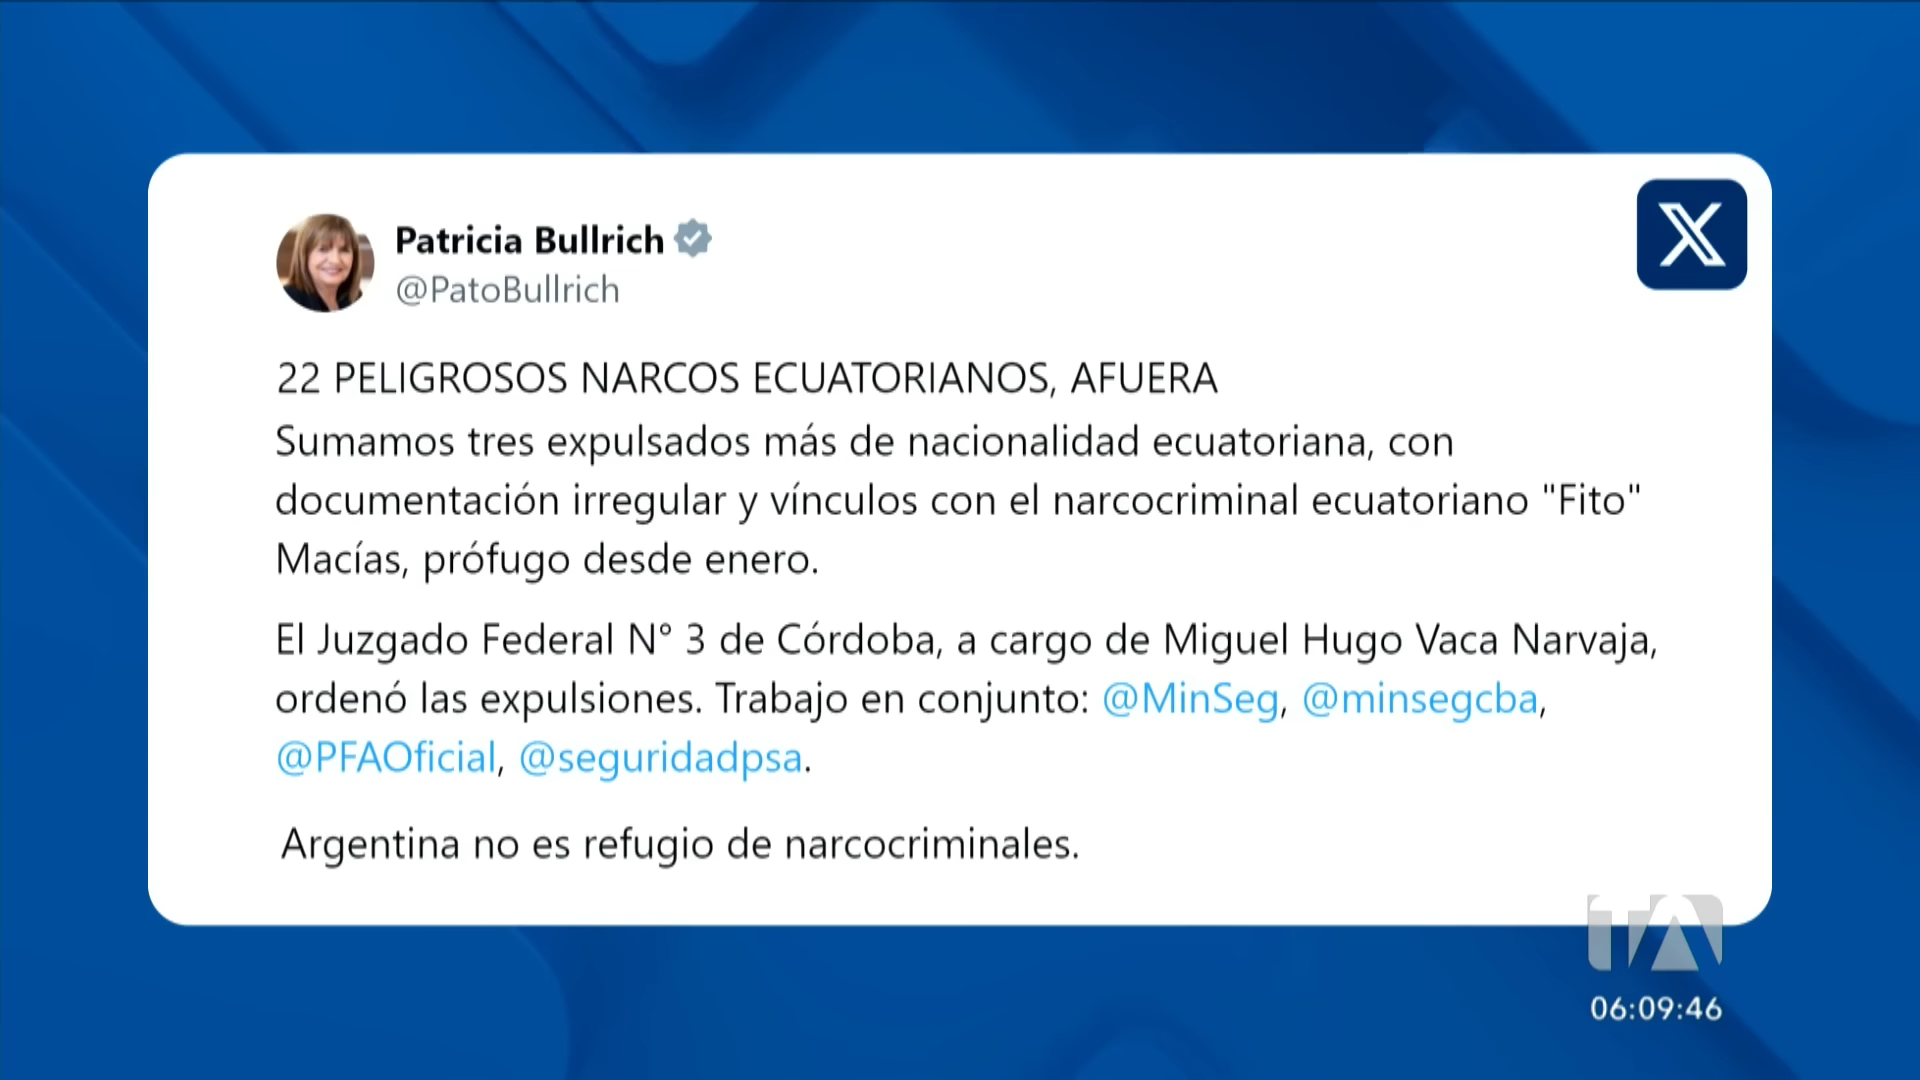 Patricia Bullrich
@PatoBullrich
X
22 PELIGROSOS NARCOS ECUATORIANOS, AFUERA
Sumamos tres expulsados más de nacionalidad ecuatoriana, con
documentación irregular y vínculos con el narcocriminal ecuatoriano "Fito"
Macías, prófugo desde enero.
El Juzgado Federal N° 3 de Córdoba, a cargo de Miguel Hugo Vaca Narvaja,
ordenó las expulsiones. Trabajo en conjunto: @MinSeg, @minsegcba,
@PFAOficial, @seguridadpsa.
Argentina no es refugio de narcocriminales.
TA
06:09:46